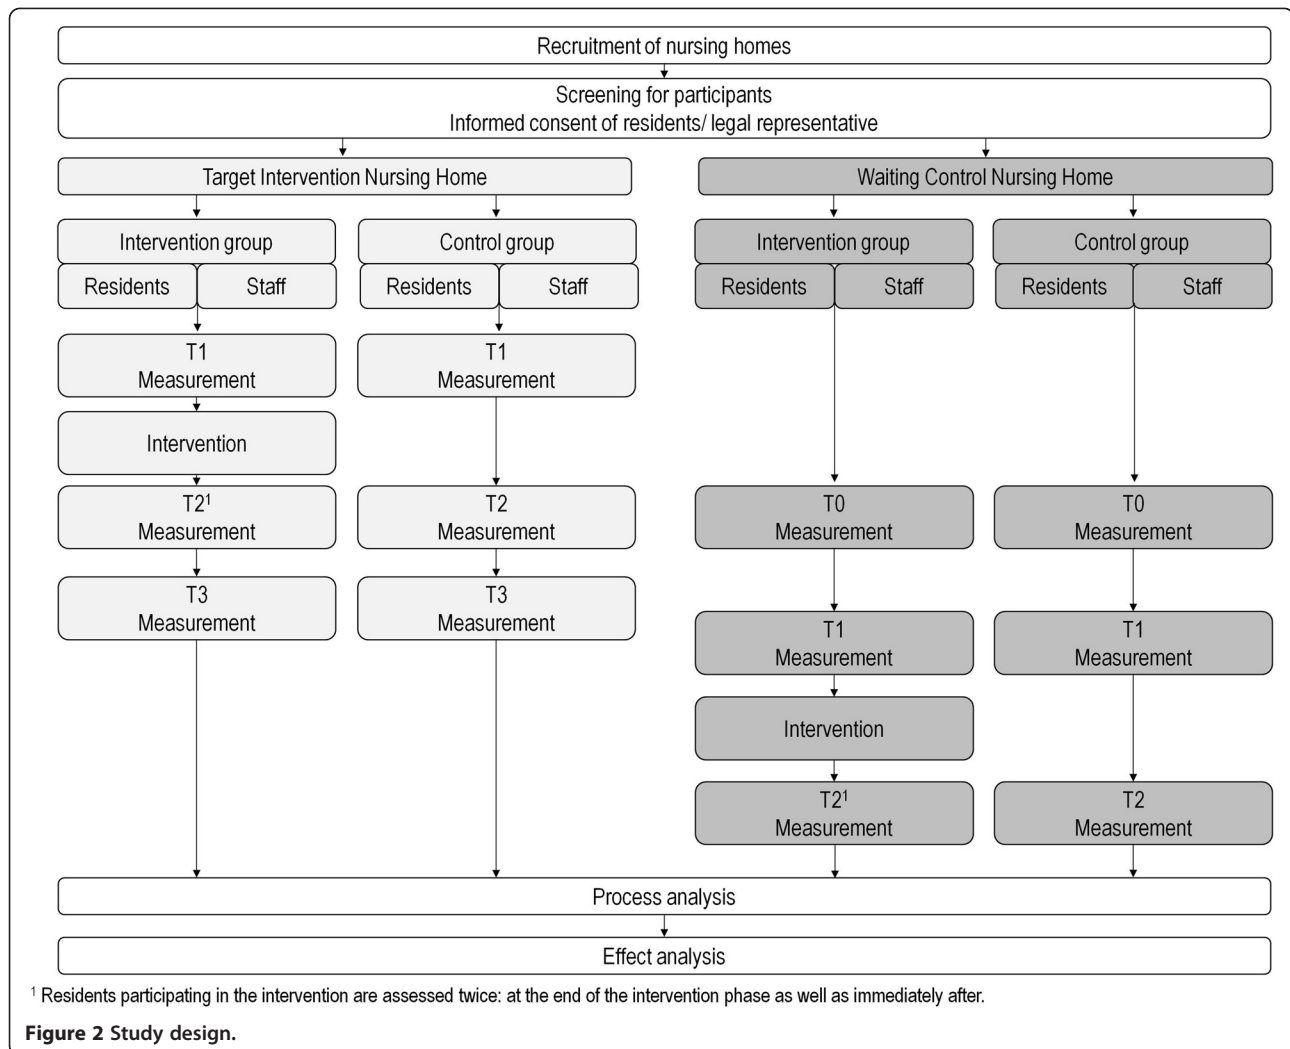 Recruitment of nursing homes
Screening for participants
Informed consent of residents/ legal representative
Target Intervention Nursing Home
Waiting Control Nursing Home
Intervention group
Control group
Intervention group
Control group
Residents
Staff
Residents
Staff
Residents
Staff
Residents
Staff
T1
Measurement
T1
Measurement
Intervention
T2¹
Measurement
T2
Measurement
T0
Measurement
T0
Measurement
T3
Measurement
T3
Measurement
T1
Measurement
T1
Measurement
Intervention
T2¹
Measurement
T2
Measurement
Process analysis
Effect analysis
¹ Residents participating in the intervention are assessed twice: at the end of the intervention phase as well as immediately after.
Figure 2 Study design.